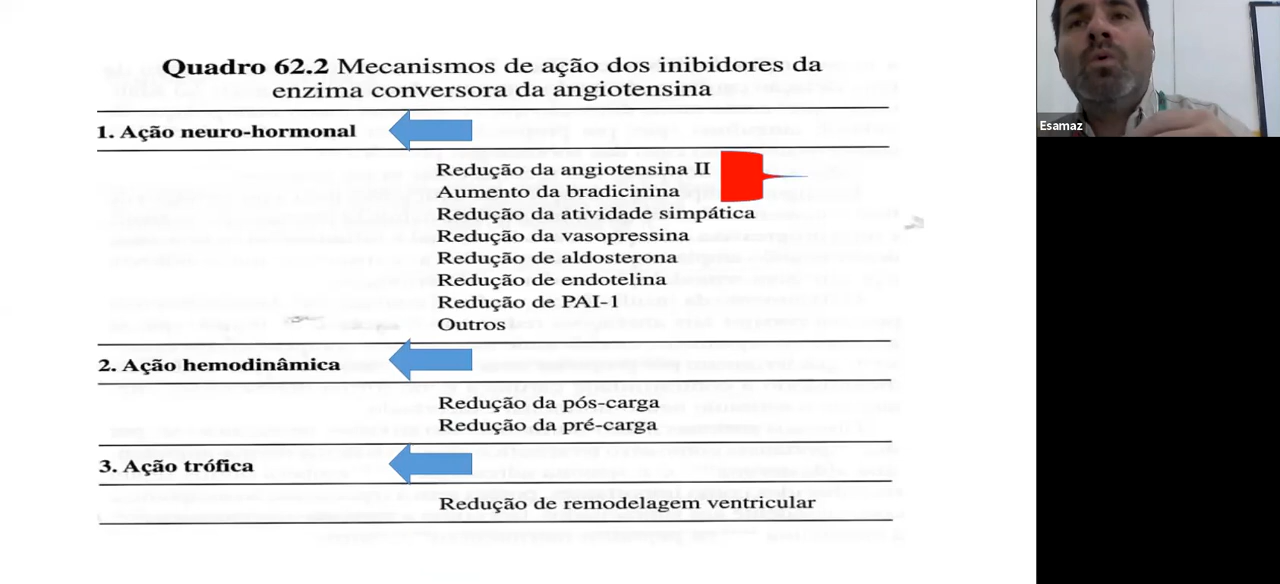 Quadro 62.2 Mecanismos de ação dos inibidores da
enzima conversora da angiotensina
1. Ação neuro-hormonal
Redução da angiotensina II
Aumento da bradicinina
Redução da atividade simpática
Redução da vasopressina
Redução de aldosterona
Redução de endotelina
Redução de PAI-1
Outros
2. Ação hemodinâmica
Redução da pós-carga
Redução da pré-carga
3. Ação trófica
Redução de remodelagem ventricular
Esamaz